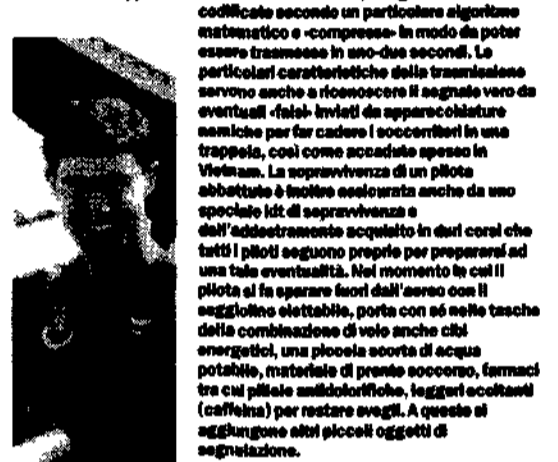 codificate secondo un particolare algoritmo
matematico e «compresse» in modo da poter
essere trasmesse in uno-due secondi. Le
particolari caratteristiche della trasmissione
servono anche a riconoscere il segnale vero da
eventuali «falsi» inviati da apparecchiature
nemiche per far cadere i soccorritori in una
trappola, così come accaduto spesso in
Vietnam. La sopravvivenza di un pilota
abbattuto è inoltre assicurata anche da uno
speciale kit di sopravvivenza e
dall'addestramento acquisito in duri corsi che
tutti i piloti seguono proprio per prepararsi ad
una tale eventualità. Nel momento in cui il
pilota si fa sparare fuori dall'aereo con il
seggiolino eiettabile, porta con sé nelle tasche
della combinazione di volo anche cibi
energetici, una piccola scorta di acqua
potabile, materiale di pronto soccorso, farmaci
tra cui pillole antidolorifiche, leggeri eccitanti
(caffeina) per restare svegli. A questo si
aggiungono altri piccoli oggetti di
segnalazione.